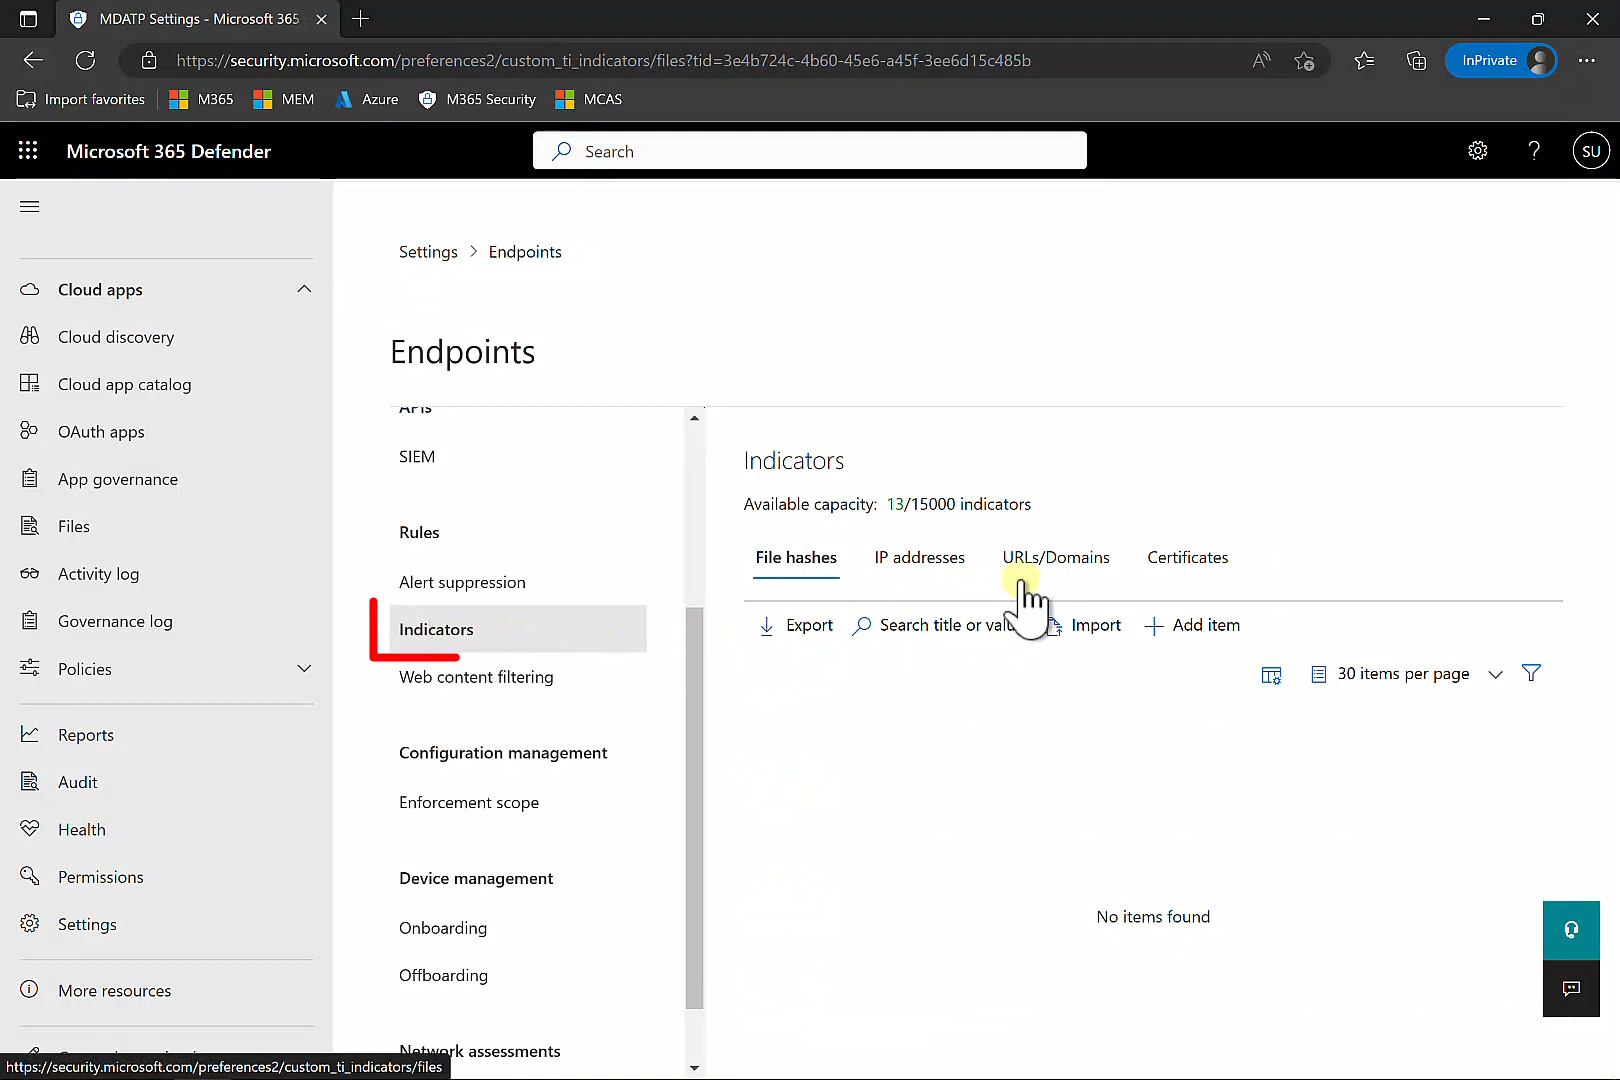 MDATP Settings - Microsoft 365
https://security.microsoft.com/preferences2/custom_ti_indicators/files?tid=3e4b724c-4b60-45e6-a45f-3ee6d15c485b
InPrivate
Import favorites
M365
MEM
Azure
M365 Security
MCAS
Microsoft 365 Defender
Search
SU
Cloud apps
Cloud discovery
Cloud app catalog
OAuth apps
App governance
Files
Activity log
Governance log
Policies
Reports
Audit
Health
Permissions
Settings
More resources
https://security.microsoft.com/preferences2/custom_ti_indicators/files
Settings > Endpoints
Endpoints
APIs
SIEM
Rules
Alert suppression
Indicators
Web content filtering
Configuration management
Enforcement scope
Device management
Onboarding
Offboarding
Network assessments
Indicators
Available capacity: 13/15000 indicators
File hashes
IP addresses
URLs/Domains
Certificates
Export
Search title or valu
Import
Add item
30 items per page
No items found